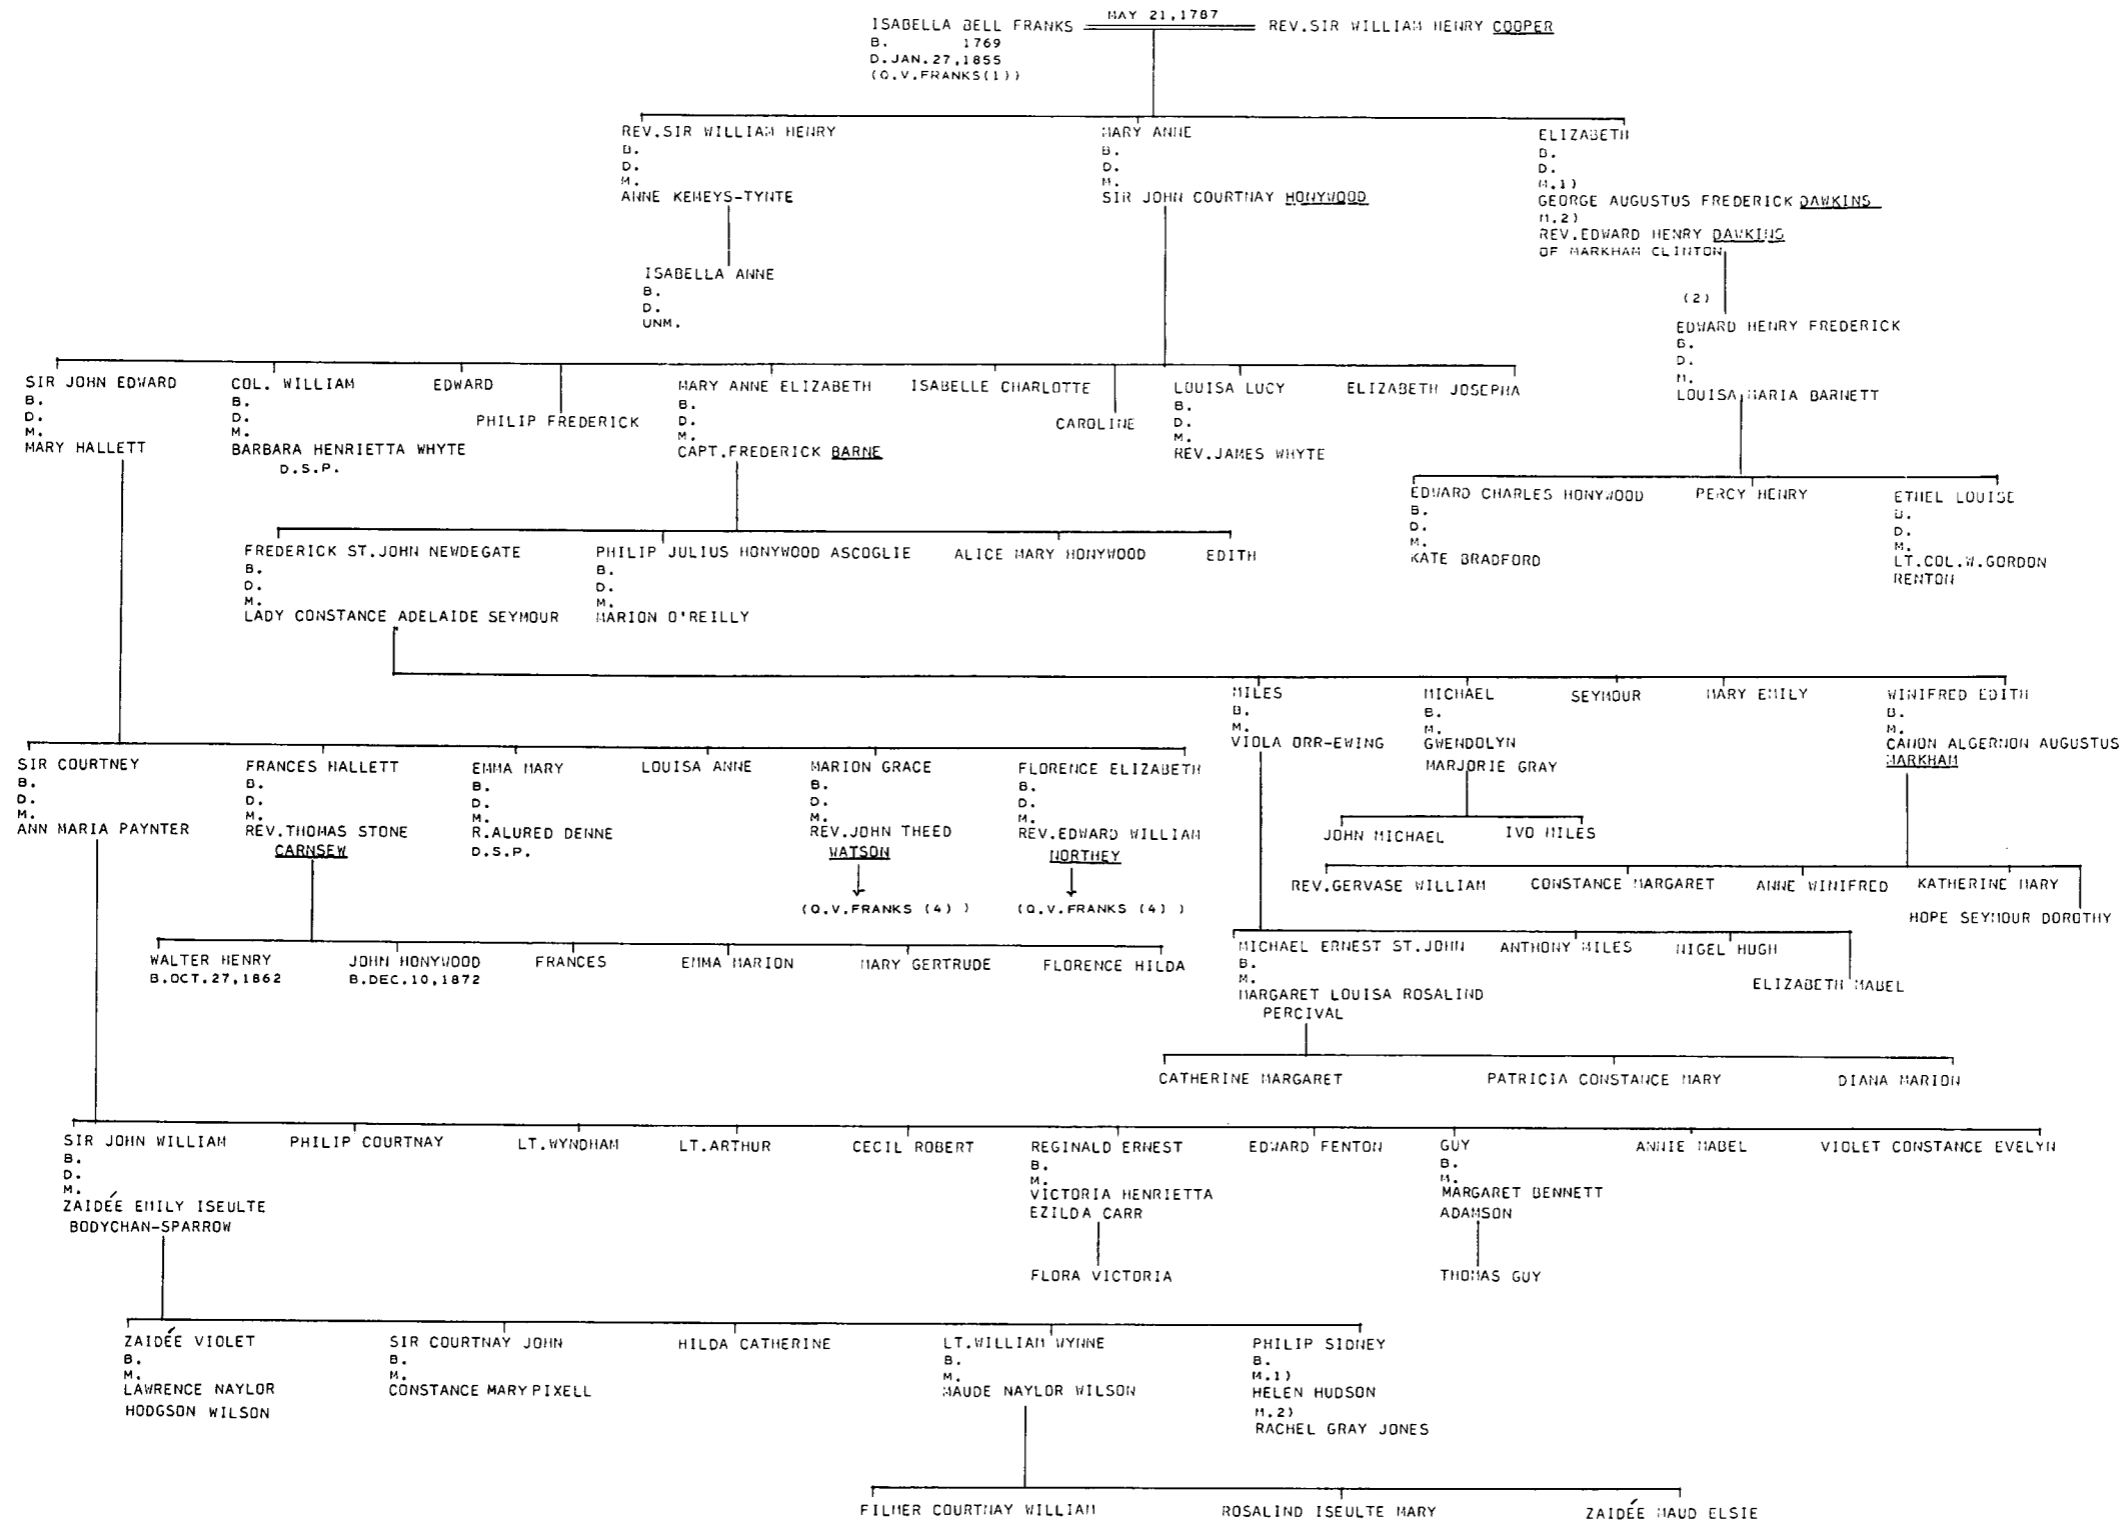 MAY 21,1787
ISABELLA BELL FRANKS
REV.SIR WILLIAM HENRY COOPER
B. 1769
D.JAN.27,1855
(Q.V.FRANKS(1))
REV.SIR WILLIAM HENRY
B.
D.
M.
ANNE KEMEYS-TYNTE
MARY ANNE
B.
D.
M.
SIR JOHN COURTNAY HONYWOOD
ELIZABETH
B.
D.
M.1)
GEORGE AUGUSTUS FREDERICK DAWKINS
M.2)
REV.EDWARD HENRY DAWKINS
OF MARKHAM CLINTON
ISABELLA ANNE
B.
D.
UNM.
(2)
EDWARD HENRY FREDERICK
B.
D.
M.
LOUISA MARIA BARNETT
SIR JOHN EDWARD
B.
D.
M.
MARY HALLETT
COL. WILLIAM
B.
D.
M.
BARBARA HENRIETTA WHYTE
D.S.P.
EDWARD
PHILIP FREDERICK
MARY ANNE ELIZABETH
B.
D.
M.
CAPT.FREDERICK BARNE
ISABELLE CHARLOTTE
CAROLINE
LOUISA LUCY
B.
D.
M.
REV.JAMES WHYTE
ELIZABETH JOSEPHA
EDWARD CHARLES HONYWOOD
B.
D.
M.
KATE BRADFORD
PERCY HENRY
ETHEL LOUISE
B.
D.
M.
LT.COL.W.GORDON
RENTON
FREDERICK ST.JOHN NEWDEGATE
B.
D.
M.
LADY CONSTANCE ADELAIDE SEYMOUR
PHILIP JULIUS HONYWOOD ASCOGLIE
B.
D.
M.
MARION O'REILLY
ALICE MARY HONYWOOD
EDITH
MILES
B.
M.
VIOLA ORR-EWING
MICHAEL
B.
M.
GWENDOLYN
MARJORIE GRAY
SEYMOUR
MARY EMILY
WINIFRED EDITH
B.
M.
CANON ALGERNON AUGUSTUS
MARKHAM
SIR COURTNEY
B.
D.
M.
ANN MARIA PAYNTER
FRANCES HALLETT
B.
D.
M.
REV.THOMAS STONE
CARNSEW
EMMA MARY
B.
D.
M.
R.ALURED DENNE
D.S.P.
LOUISA ANNE
MARION GRACE
B.
D.
M.
REV.JOHN THEED
WATSON
(Q.V.FRANKS (4) )
FLORENCE ELIZABETH
B.
D.
M.
REV.EDWARD WILLIAM
NORTHEY
(Q.V.FRANKS (4) )
JOHN MICHAEL
IVO MILES
REV.GERVASE WILLIAM
CONSTANCE MARGARET
ANNE WINIFRED
KATHERINE MARY
HOPE SEYMOUR DOROTHY
WALTER HENRY
B.OCT.27,1862
JOHN HONYWOOD
B.DEC.10,1872
FRANCES
EMMA MARION
MARY GERTRUDE
FLORENCE HILDA
MICHAEL ERNEST ST.JOHN
B.
M.
MARGARET LOUISA ROSALIND
PERCIVAL
ANTHONY MILES
NIGEL HUGH
ELIZABETH MABEL
CATHERINE MARGARET
PATRICIA CONSTANCE MARY
DIANA MARION
SIR JOHN WILLIAM
B.
D.
M.
ZAIDÉE EMILY ISEULTE
BODYCHAN-SPARROW
PHILIP COURTNAY
LT.WYNDHAM
LT.ARTHUR
CECIL ROBERT
REGINALD ERNEST
B.
M.
VICTORIA HENRIETTA
EZILDA CARR
EDWARD FENTON
GUY
B.
M.
MARGARET BENNETT
ADAMSON
ANNIE MABEL
VIOLET CONSTANCE EVELYN
FLORA VICTORIA
THOMAS GUY
ZAIDÉE VIOLET
B.
M.
LAWRENCE NAYLOR
HODGSON WILSON
SIR COURTNAY JOHN
B.
M.
CONSTANCE MARY PIXELL
HILDA CATHERINE
LT.WILLIAM WYNNE
B.
M.
MAUDE NAYLOR WILSON
PHILIP SIDNEY
B.
M.1)
HELEN HUDSON
M.2)
RACHEL GRAY JONES
FILMER COURTNAY WILLIAM
ROSALIND ISEULTE MARY
ZAIDÉE MAUD ELSIE